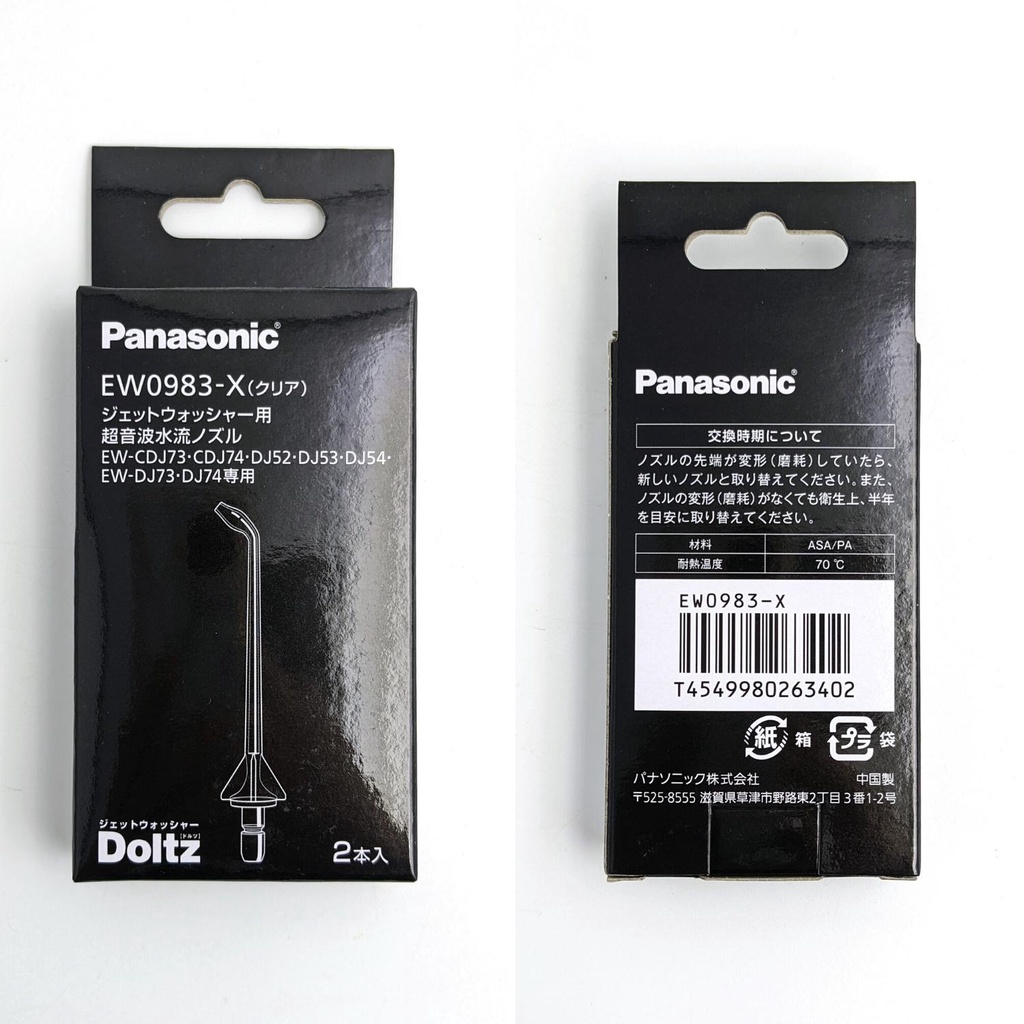 Panasonic®
EW0983-X(クリア)
ジェットウォッシャー用
超音波水流ノズル
EW-CDJ73・CDJ74・DJ52・DJ53・DJ54・
EW-DJ73・DJ74専用
ジェットウォッシャー
Doltz [ドルツ]
2本入
Panasonic®
交換時期について
ノズルの先端が変形(磨耗)していたら、
新しいノズルと取り替えてください。また、
ノズルの変形(磨耗)がなくても衛生上、半年
を目安に取り替えてください。
材料 ASA/PA
耐熱温度 70 ℃
EW0983-X
T4549980263402
紙 箱 プラ 袋
パナソニック株式会社 中国製
〒525-8555 滋賀県草津市野路東2丁目3番1-2号